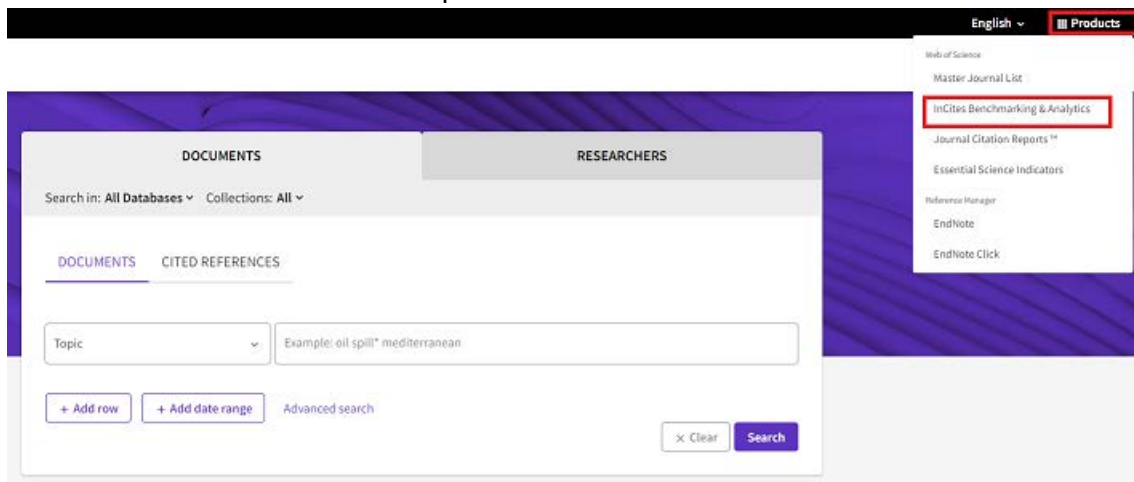 English
Products
Web of Science
Master Journal List
InCites Benchmarking & Analytics
Journal Citation Reports™
Essential Science Indicators
Reference Manager
EndNote
EndNote Click
DOCUMENTS
RESEARCHERS
Search in: All Databases Collections: All
DOCUMENTS CITED REFERENCES
Topic
Example: oil spill* mediterranean
+ Add row + Add date range Advanced search
× Clear Search